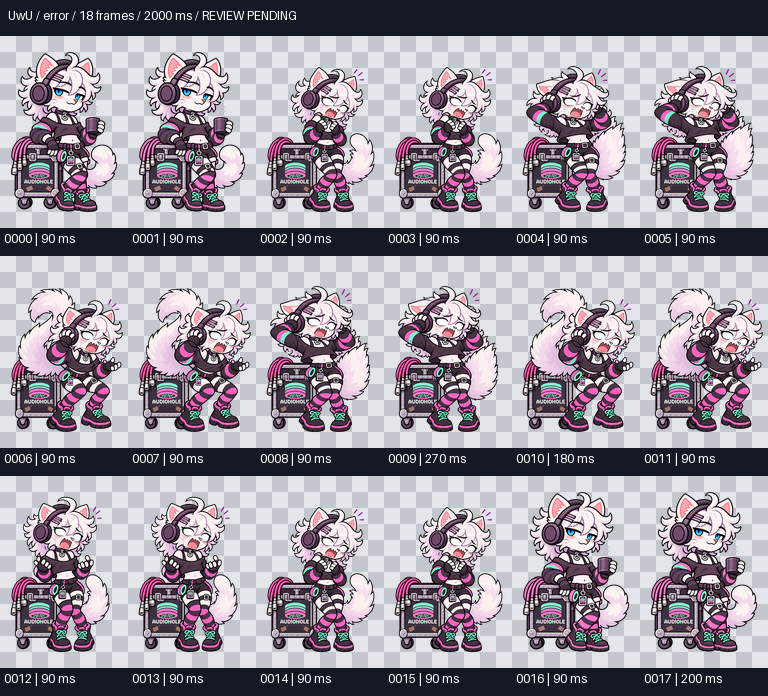 UwU / error / 18 frames / 2000 ms / REVIEW PENDING
AUDIOHOLE AUDIOHOLE AUDIOHOLE AUDIOHOLE AUDIOHOLE AUDIOHOLE
0000 | 90 ms 0001 | 90 ms 0002 | 90 ms 0003 | 90 ms 0004 | 90 ms 0005 | 90 ms
AUDIOHOLE AUDIOHOLE AUDIOHOLE AUDIOHOLE AUDIOHOLE AUDIOHOLE
0006 | 90 ms 0007 | 90 ms 0008 | 90 ms 0009 | 270 ms 0010 | 180 ms 0011 | 90 ms
AUDIOHOLE AUDIOHOLE AUDIOHOLE AUDIOHOLE AUDIOHOLE AUDIOHOLE
0012 | 90 ms 0013 | 90 ms 0014 | 90 ms 0015 | 90 ms 0016 | 90 ms 0017 | 200 ms